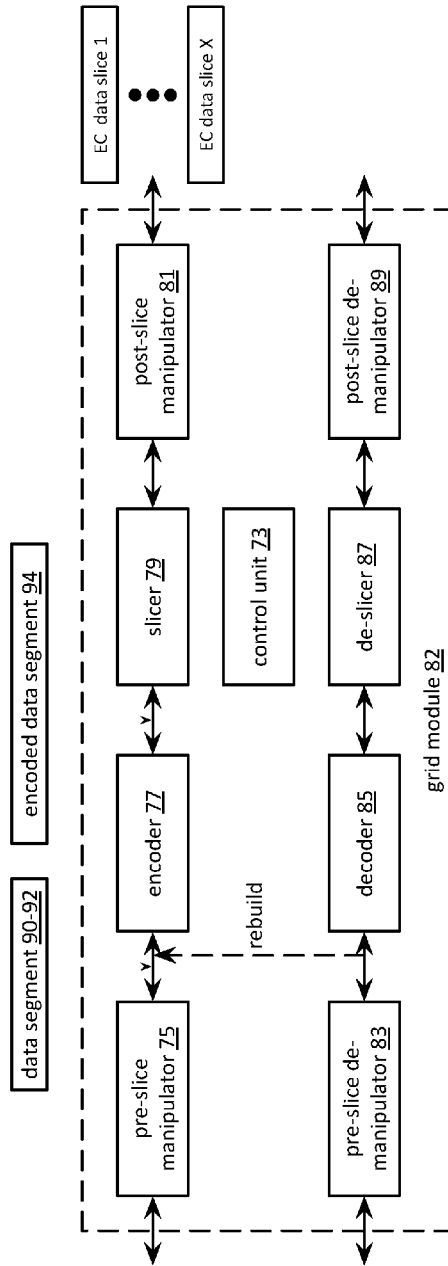 data segment 90-92
encoded data segment 94
EC data slice 1
EC data slice X
pre-slice
manipulator 75
encoder 77
slicer 79
post-slice
manipulator 81
rebuild
control unit 73
pre-slice de-
manipulator 83
decoder 85
de-slicer 87
post-slice de-
manipulator 89
grid module 82